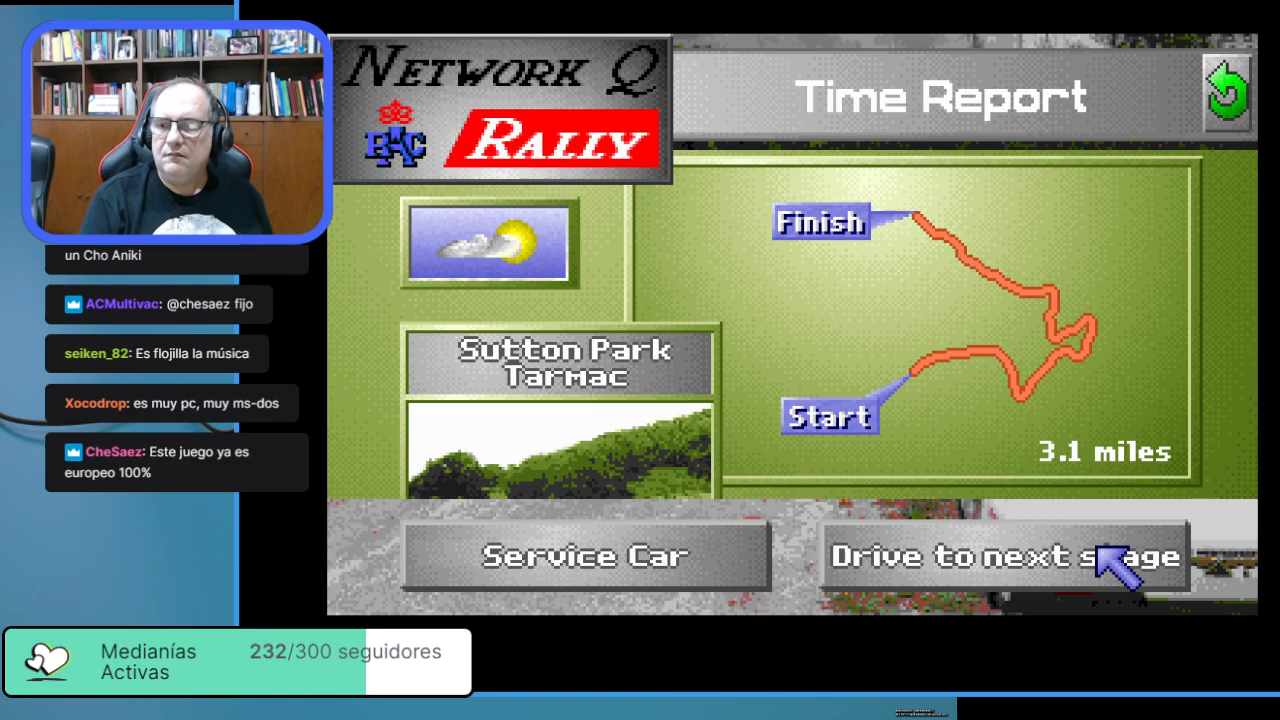 NETWORK Q
RAC
RALLY
Time Report
Finish
Start
3.1 miles
Sutton Park
Tarmac
Service Car
Drive to next s age
un Cho Aniki
ACMultivac: @chesaez fijo
seiken_82: Es flojilla la música
Xocodrop: es muy pc, muy ms-dos
CheSaez: Este juego ya es
europeo 100%
Medianías
Activas
232/300 seguidores